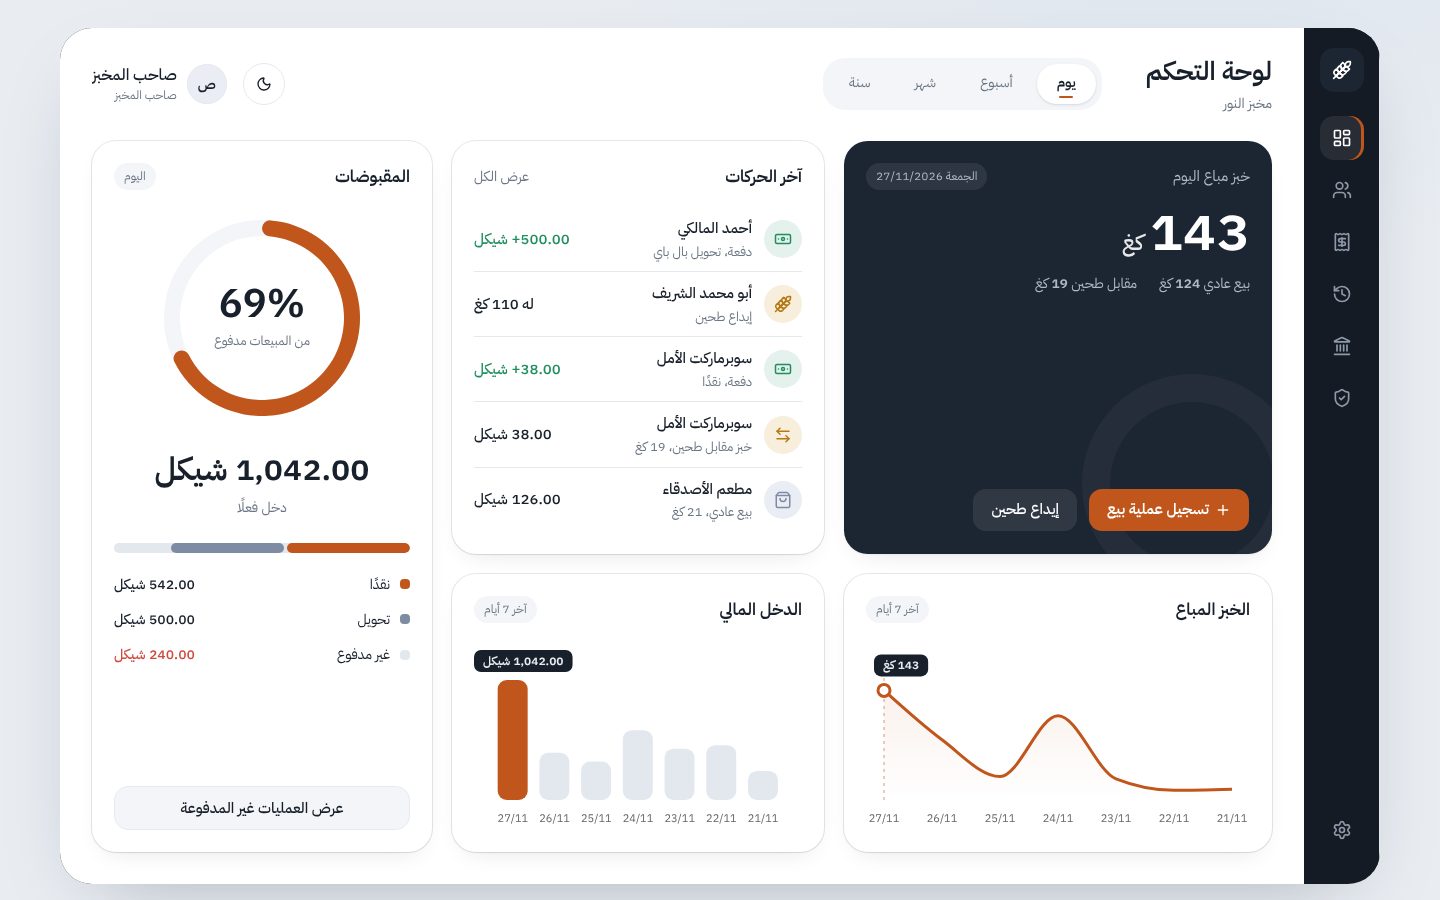 لوحة التحكم
مخبز النور
يوم
أسبوع
شهر
سنة
ص
صاحب المخبز
صاحب المخبز
خبز مباع اليوم
الجمعة 27/11/2026
143 كغ
بيع عادي 124 كغ
مقابل طحين 19 كغ
+ تسجيل عملية بيع
إيداع طحين
آخر الحركات
عرض الكل
أحمد المالكي
دفعة، تحويل بال باي
+500.00 شيكل
أبو محمد الشريف
إيداع طحين
له 110 كغ
سوبرماركت الأمل
دفعة، نقدًا
+38.00 شيكل
سوبرماركت الأمل
خبز مقابل طحين، 19 كغ
38.00 شيكل
مطعم الأصدقاء
بيع عادي، 21 كغ
126.00 شيكل
المقبوضات
اليوم
69%
من المبيعات مدفوع
1,042.00 شيكل
دخل فعلًا
نقدًا
542.00 شيكل
تحويل
500.00 شيكل
غير مدفوع
240.00 شيكل
عرض العمليات غير المدفوعة
الخبز المباع
آخر 7 أيام
143 كغ
27/11 26/11 25/11 24/11 23/11 22/11 21/11
الدخل المالي
آخر 7 أيام
1,042.00 شيكل
27/11 26/11 25/11 24/11 23/11 22/11 21/11